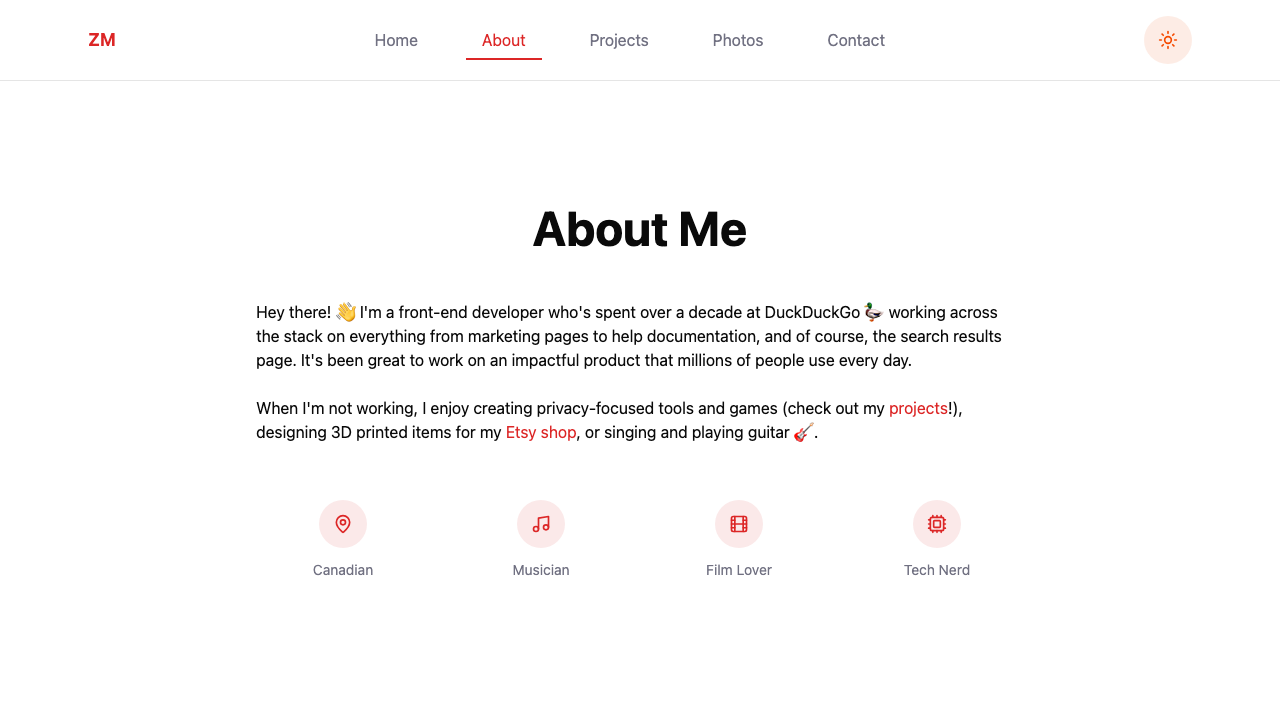 ZM
Home
About
Projects
Photos
Contact
About Me
Hey there! 👋 I'm a front-end developer who's spent over a decade at DuckDuckGo 🦆 working across
the stack on everything from marketing pages to help documentation, and of course, the search results
page. It's been great to work on an impactful product that millions of people use every day.
When I'm not working, I enjoy creating privacy-focused tools and games (check out my projects!),
designing 3D printed items for my Etsy shop, or singing and playing guitar 🎸.
Canadian
Musician
Film Lover
Tech Nerd